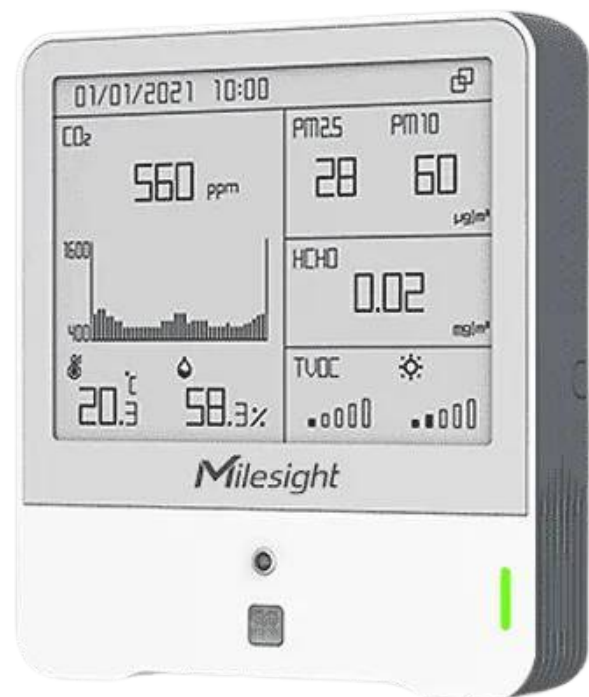 01/01/2021 10:00
CO₂
560 ppm
1600
400
20.3 °C
58.3%
PM2.5 PM10
28 60
µg/m³
HCHO
0.02
mg/m³
TVOC
Milesight